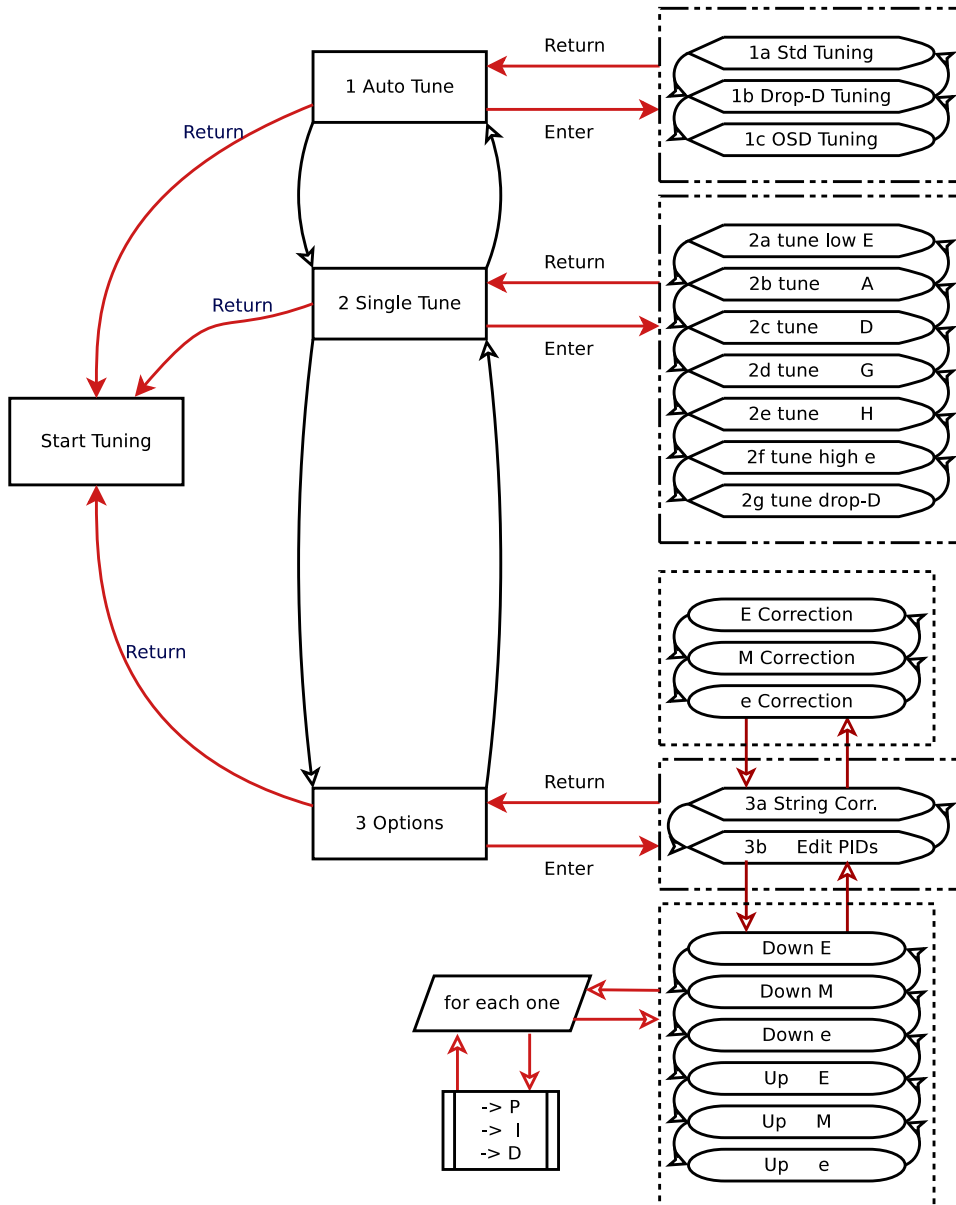 Return
1a Std Tuning
1 Auto Tune
1b Drop-D Tuning
Return
Enter
1c OSD Tuning
2a tune low E
Return
2b tune A
Return
2 Single Tune
2c tune D
Enter
2d tune G
2e tune H
Start Tuning
2f tune high e
2g tune drop-D
E Correction
Return
M Correction
e Correction
Return
3a String Corr.
3 Options
3b Edit PIDs
Enter
Down E
for each one
Down M
Down e
Up E
-> P
-> I
-> D
Up M
Up e